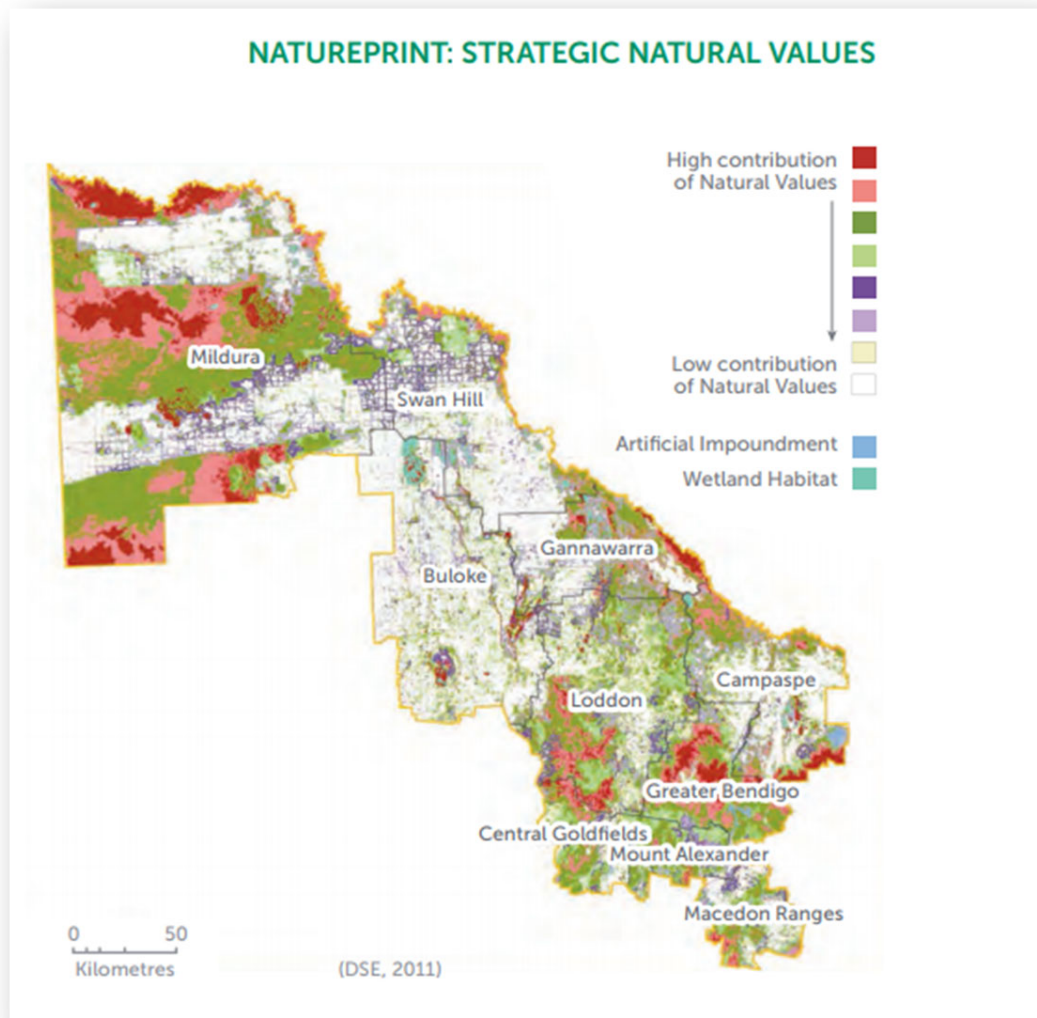 NATUREPRINT: STRATEGIC NATURAL VALUES
High contribution
of Natural Values
Low contribution
of Natural Values
Artificial Impoundment
Wetland Habitat
Mildura
Swan Hill
Gannawarra
Buloke
Campaspe
Loddon
Greater Bendigo
Central Goldfields
Mount Alexander
Macedon Ranges
0 50
Kilometres
(DSE, 2011)